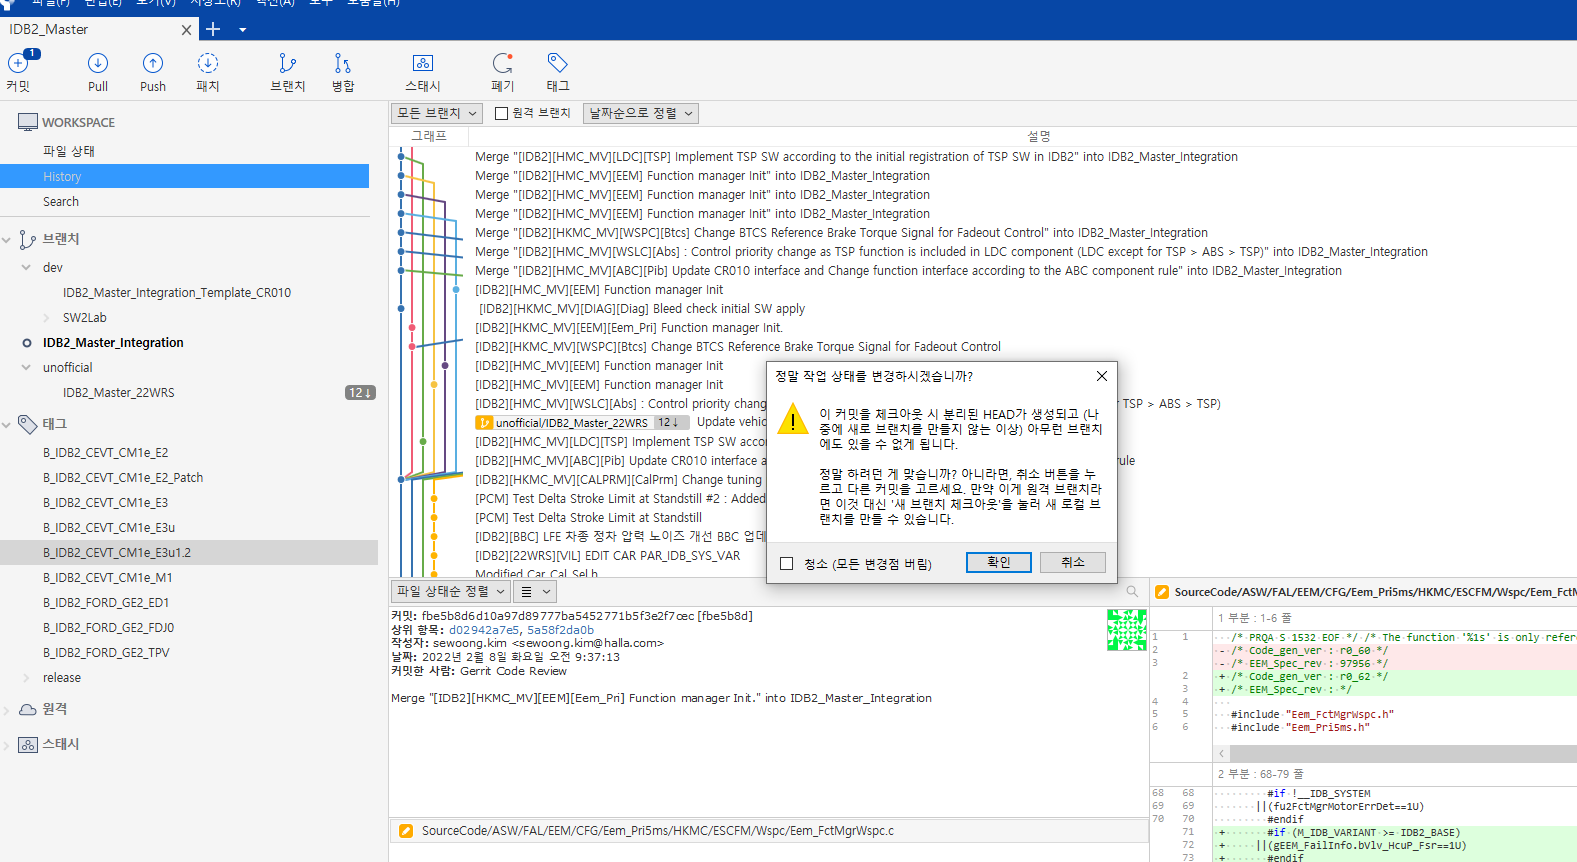 파일(F) 편집(E) 보기(V) 저장소(R) 액션(A) 도구 도움말(H)
IDB2_Master
1
커밋 Pull Push 패치 브랜치 병합 스태시 폐기 태그
WORKSPACE
파일 상태
History
Search
브랜치
dev
IDB2_Master_Integration_Template_CR010
SW2Lab
IDB2_Master_Integration
unofficial
IDB2_Master_22WRS 12↓
태그
B_IDB2_CEVT_CM1e_E2
B_IDB2_CEVT_CM1e_E2_Patch
B_IDB2_CEVT_CM1e_E3
B_IDB2_CEVT_CM1e_E3u
B_IDB2_CEVT_CM1e_E3u1.2
B_IDB2_CEVT_CM1e_M1
B_IDB2_FORD_GE2_ED1
B_IDB2_FORD_GE2_FDJ0
B_IDB2_FORD_GE2_TPV
release
원격
스태시
모든 브랜치 원격 브랜치 날짜순으로 정렬
그래프 설명
Merge "[IDB2][HMC_MV][LDC][TSP] Implement TSP SW according to the initial registration of TSP SW in IDB2" into IDB2_Master_Integration
Merge "[IDB2][HMC_MV][EEM] Function manager Init" into IDB2_Master_Integration
Merge "[IDB2][HMC_MV][EEM] Function manager Init" into IDB2_Master_Integration
Merge "[IDB2][HMC_MV][EEM] Function manager Init" into IDB2_Master_Integration
Merge "[IDB2][HKMC_MV][WSPC][Btcs] Change BTCS Reference Brake Torque Signal for Fadeout Control" into IDB2_Master_Integration
Merge "[IDB2][HMC_MV][WSLC][Abs] : Control priority change as TSP function is included in LDC component (LDC except for TSP > ABS > TSP)" into IDB2_Master_Integration
Merge "[IDB2][HKMC_MV][ABC][Pib] Update CR010 interface and Change function interface according to the ABC component rule" into IDB2_Master_Integration
[IDB2][HMC_MV][EEM] Function manager Init
[IDB2][HKMC_MV][DIAG][Diag] Bleed check initial SW apply
[IDB2][HKMC_MV][EEM][Eem_Pri] Function manager Init.
[IDB2][HKMC_MV][WSPC][Btcs] Change BTCS Reference Brake Torque Signal for Fadeout Control
[IDB2][HMC_MV][EEM] Function manager Init
[IDB2][HMC_MV][EEM] Function manager Init
[IDB2][HMC_MV][WSLC][Abs] : Control priority chang TSP > ABS > TSP)
unofficial/IDB2_Master_22WRS 12↓ Update vehic
[IDB2][HMC_MV][LDC][TSP] Implement TSP SW acco
[IDB2][HKMC_MV][ABC][Pib] Update CR010 interface a rule
[IDB2][HKMC_MV][CALPRM][CalPrm] Change tuning
[PCM] Test Delta Stroke Limit at Standstill #2 : Added
[PCM] Test Delta Stroke Limit at Standstill
[IDB2][BBC] LFE 차종 정차 압력 노이즈 개선 BBC 업데
[IDB2][22WRS][VIL] EDIT CAR PAR_IDB_SYS_VAR
Modified Car_Cal_Sel.h
정말 작업 상태를 변경하시겠습니까?
이 커밋을 체크아웃 시 분리된 HEAD가 생성되고 (나
중에 새로 브랜치를 만들지 않는 이상) 아무런 브랜치
에도 있을 수 없게 됩니다.
정말 하려던 게 맞습니까? 아니라면, 취소 버튼을 누
르고 다른 커밋을 고르세요. 만약 이게 원격 브랜치라
면 이것 대신 '새 브랜치 체크아웃'을 눌러 새 로컬 브
랜치를 만들 수 있습니다.
청소 (모든 변경점 버림) 확인 취소
파일 상태순 정렬
커밋: fbe5b8d6d10a97d89777ba5452771b5f3e2f7cec [fbe5b8d]
상위 항목: d02942a7e5, 5a58f2da0b
작성자: sewoong.kim <sewoong.kim@halla.com>
날짜: 2022년 2월 8일 화요일 오전 9:37:13
커밋한 사람: Gerrit Code Review
Merge "[IDB2][HKMC_MV][EEM][Eem_Pri] Function manager Init." into IDB2_Master_Integration
SourceCode/ASW/FAL/EEM/CFG/Eem_Pri5ms/HKMC/ESCFM/Wspc/Eem_FctMgrWspc.c
SourceCode/ASW/FAL/EEM/CFG/Eem_Pri5ms/HKMC/ESCFM/Wspc/Eem_FctM
1 부분 : 1-6 줄
1 1 /* PRQA S 1532 EOF */ /* The function '%1s' is only refere
2 - /* Code_gen_ver : r0_60 */
3 - /* EEM_Spec_rev : 97956 */
2 + /* Code_gen_ver : r0_62 */
3 + /* EEM_Spec_rev : */
4 4
5 5 #include "Eem_FctMgrWspc.h"
6 6 #include "Eem_Pri5ms.h"
2 부분 : 68-79 줄
68 68 #if !__IDB_SYSTEM
69 69 ||(fu2FctMgrMotorErrDet==1U)
70 70 #endif
71 + #if (M_IDB_VARIANT >= IDB2_BASE)
72 + ||(gEEM_FailInfo.bVlv_HcuP_Fsr==1U)
73 + #endif